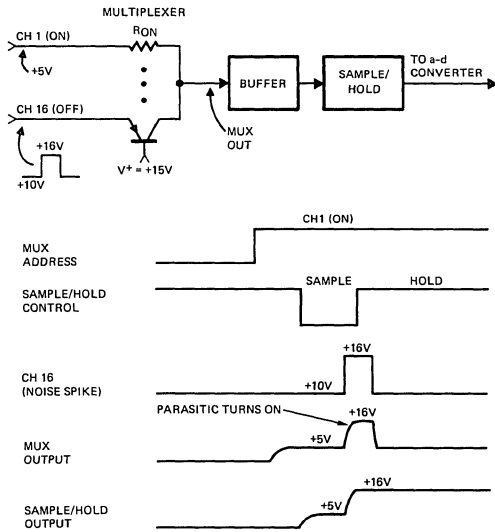 MULTIPLEXER
CH 1 (ON)
RON
+5V
CH 16 (OFF)
+16V
+10V
V+ = +15V
MUX
OUT
BUFFER
SAMPLE/
HOLD
TO a-d
CONVERTER
CH1 (ON)
MUX
ADDRESS
SAMPLE
HOLD
SAMPLE/HOLD
CONTROL
+16V
CH 16
(NOISE SPIKE)
+10V
PARASITIC TURNS ON
+16V
MUX
OUTPUT
+5V
+16V
SAMPLE/HOLD
OUTPUT
+5V